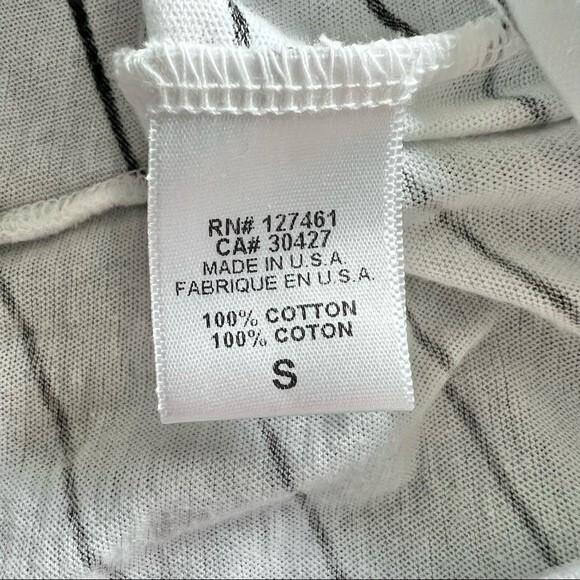 RN# 127461
CA# 30427
MADE IN U.S.A.
FABRIQUE EN U.S.A.
100% COTTON
100% COTON
S